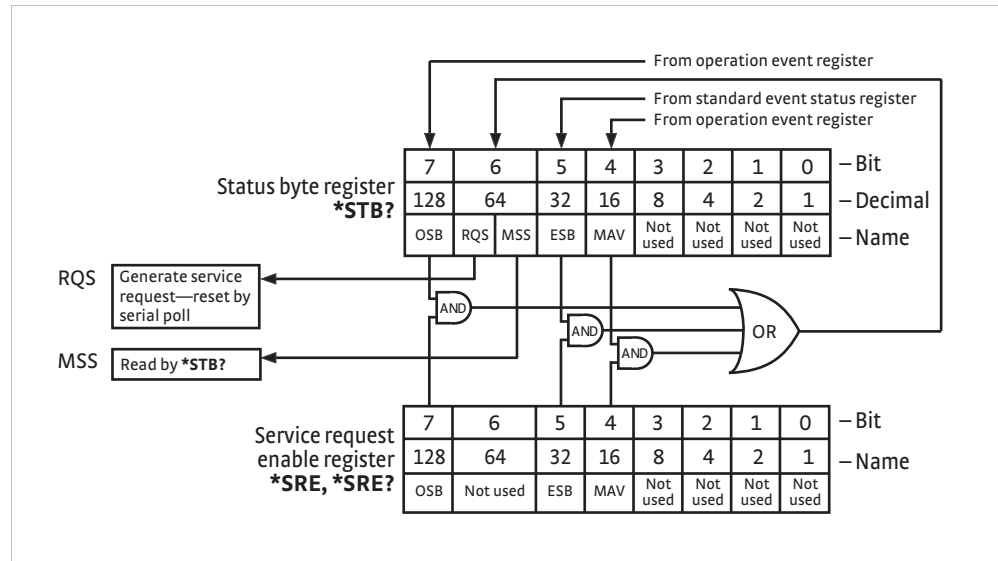 From operation event register
From standard event status register
From operation event register
7 6 5 4 3 2 1 0 – Bit
Status byte register
*STB?
128 64 32 16 8 4 2 1 – Decimal
OSB RQS MSS ESB MAV Not used Not used Not used Not used – Name
RQS
Generate service
request—reset by
serial poll
AND
AND
AND
OR
MSS
Read by *STB?
7 6 5 4 3 2 1 0 – Bit
Service request
enable register
*SRE, *SRE?
128 64 32 16 8 4 2 1 – Name
OSB Not used ESB MAV Not used Not used Not used Not used